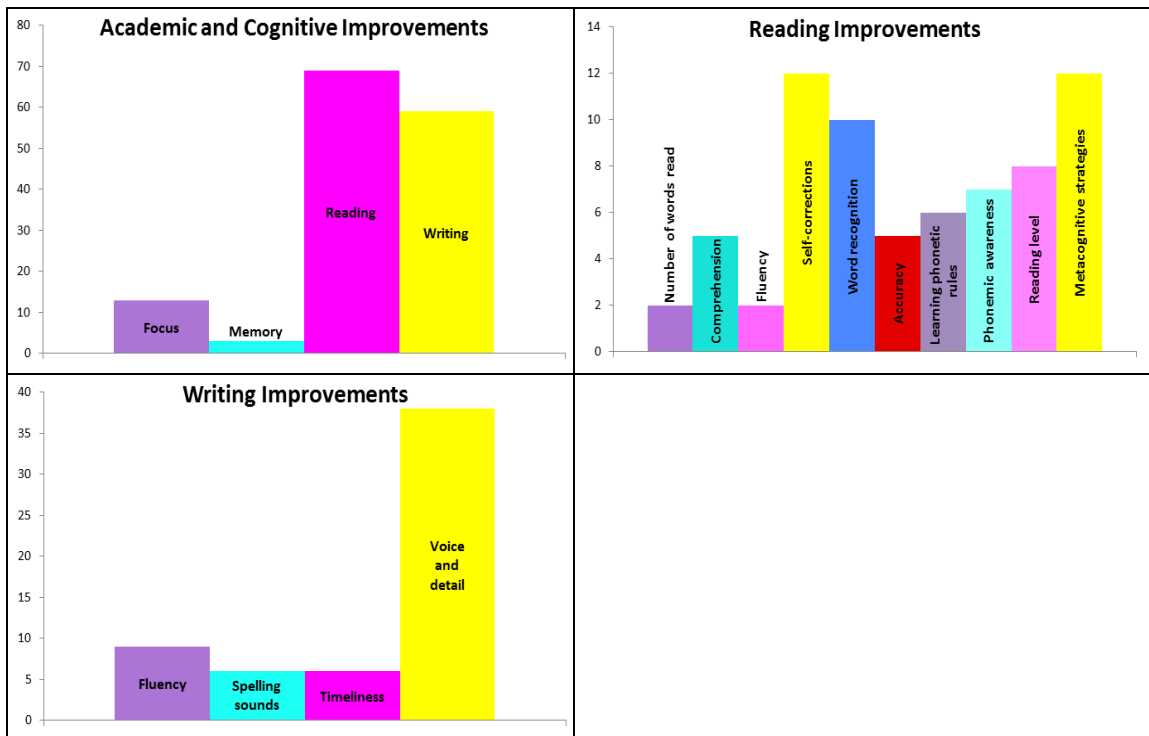 Academic and Cognitive Improvements
80
70
60
50
40
30
20
10
0
Focus
Memory
Reading
Writing
Reading Improvements
14
12
10
8
6
4
2
0
Number of words read
Comprehension
Fluency
Self-corrections
Word recognition
Accuracy
Learning phonetic
rules
Phonemic awareness
Reading level
Metacognitive strategies
Writing Improvements
40
35
30
25
20
15
10
5
0
Fluency
Spelling
sounds
Timeliness
Voice
and
detail